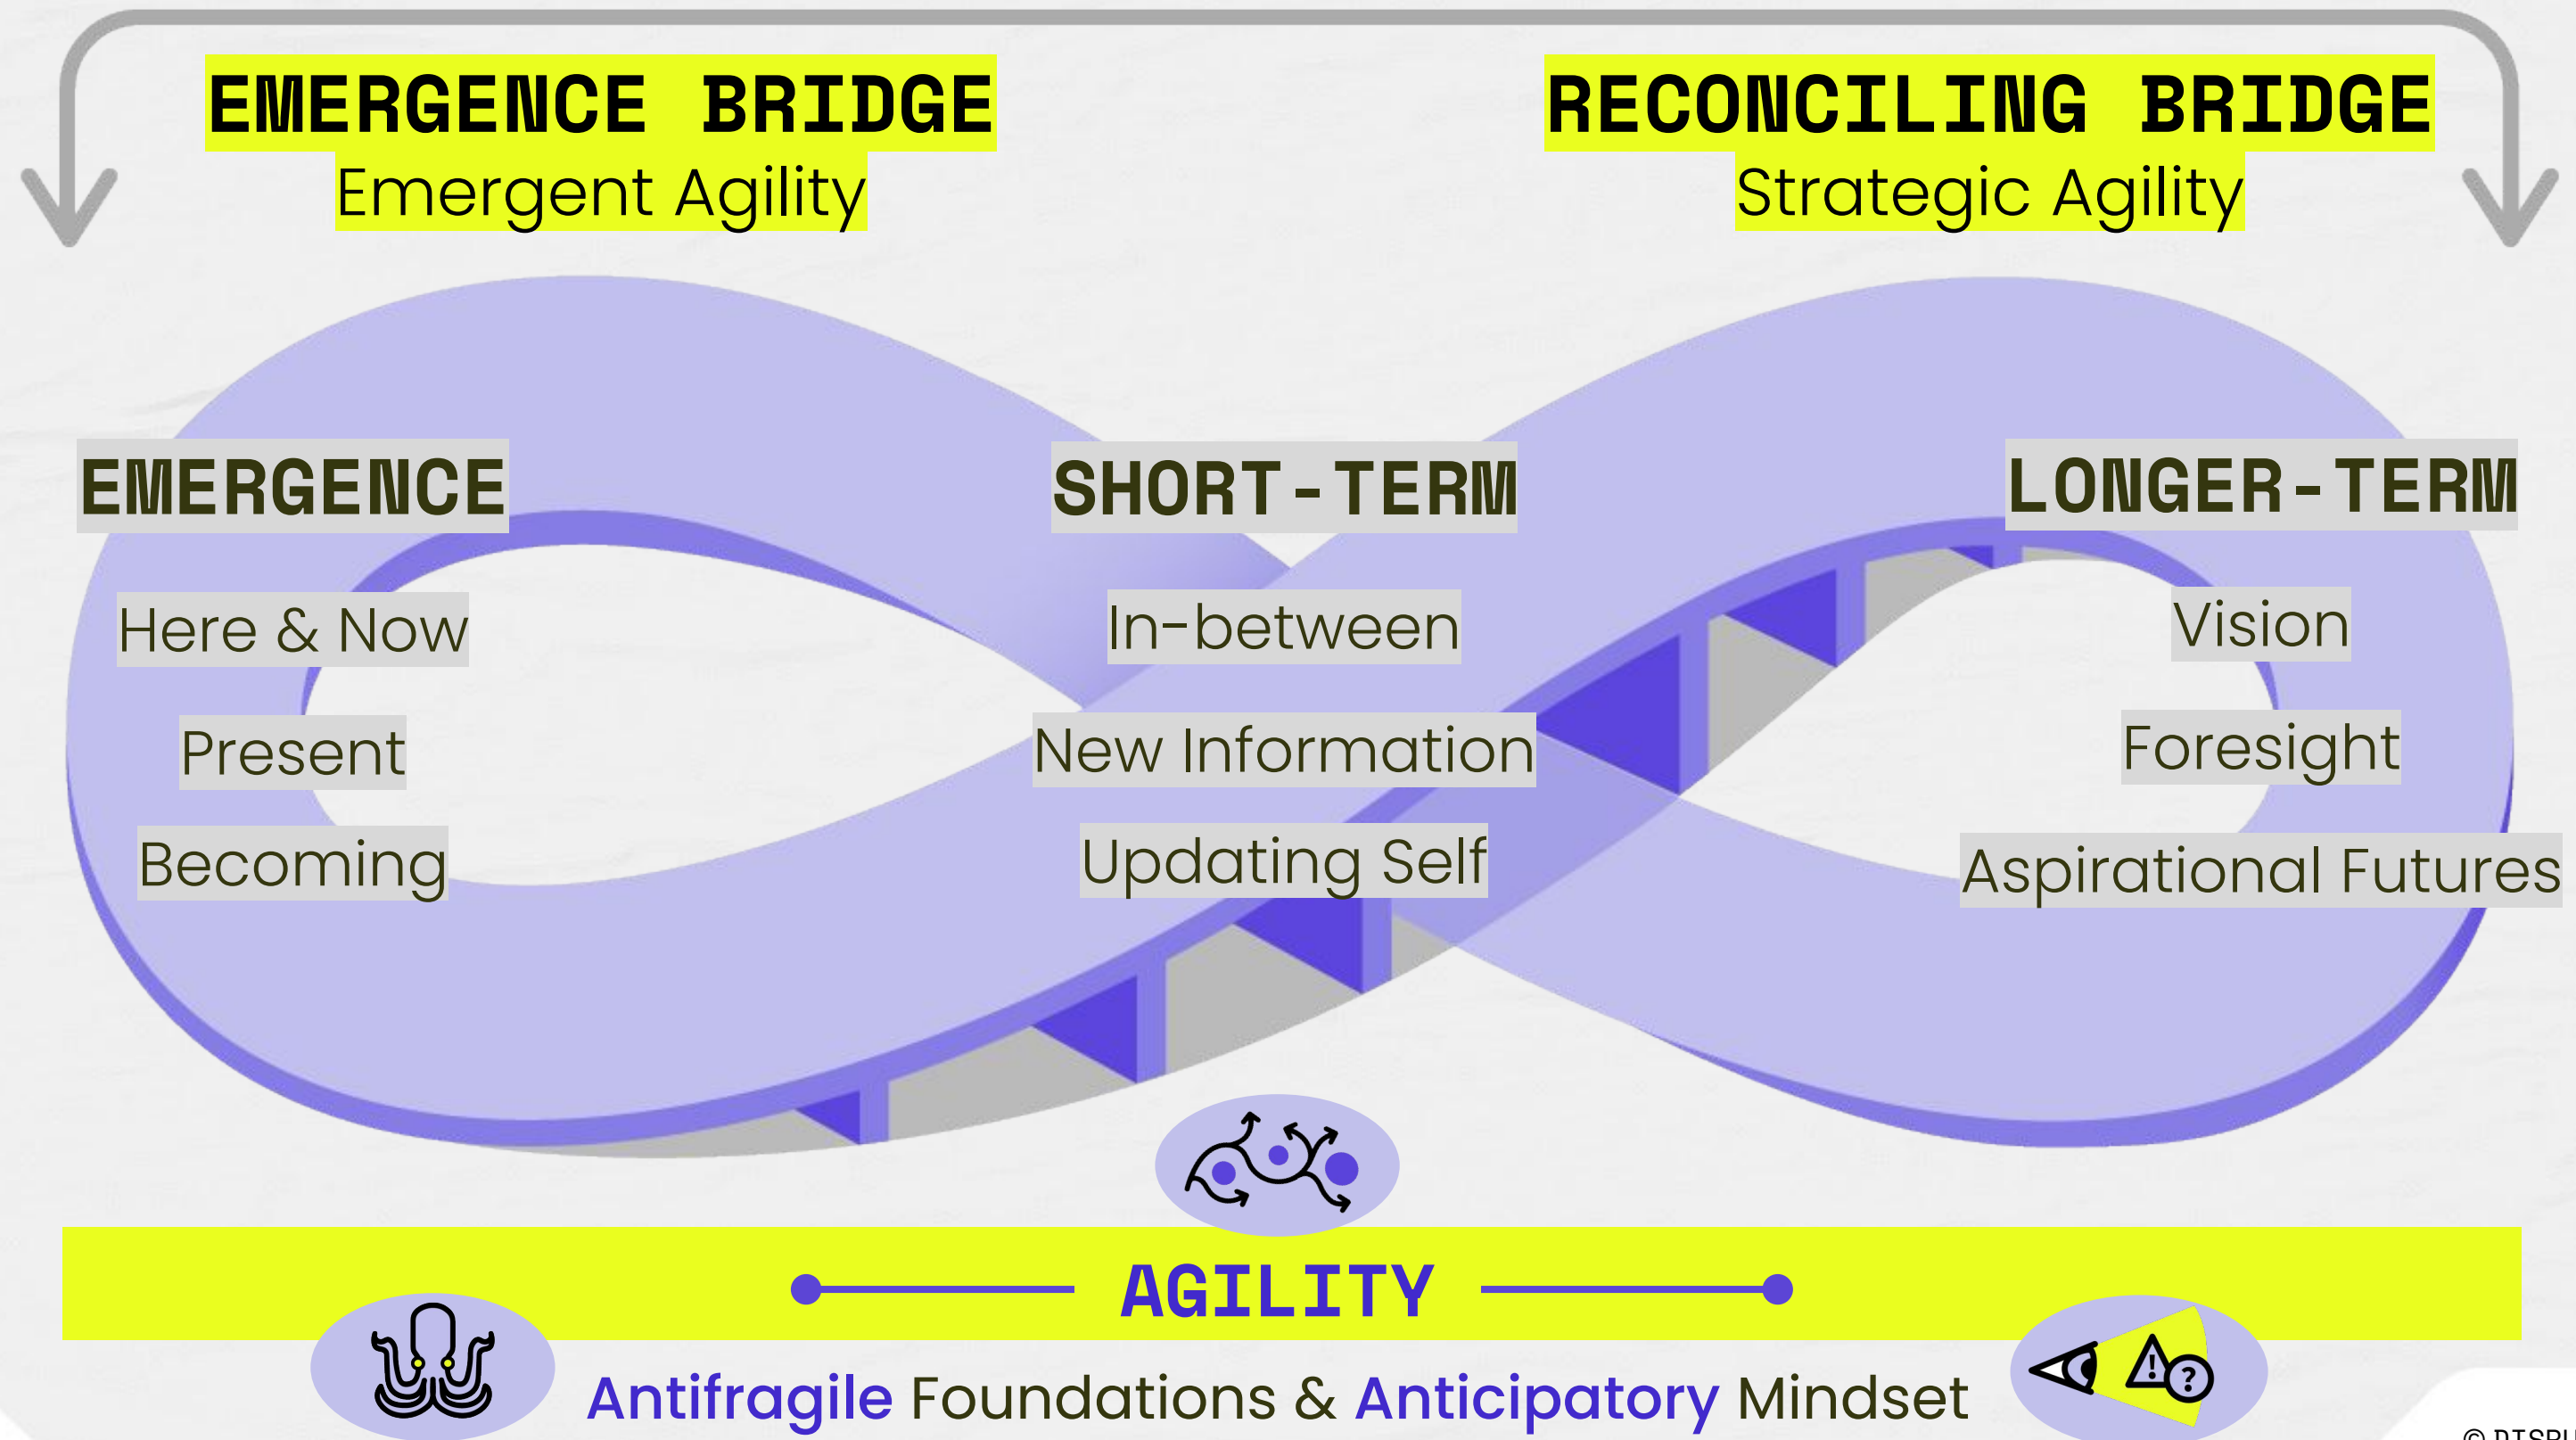 EMERGENCE BRIDGE
Emergent Agility
RECONCILING BRIDGE
Strategic Agility
EMERGENCE
Here & Now
Present
Becoming
SHORT-TERM
In-between
New Information
Updating Self
LONGER-TERM
Vision
Foresight
Aspirational Futures
AGILITY
Antifragile Foundations & Anticipatory Mindset
! ?